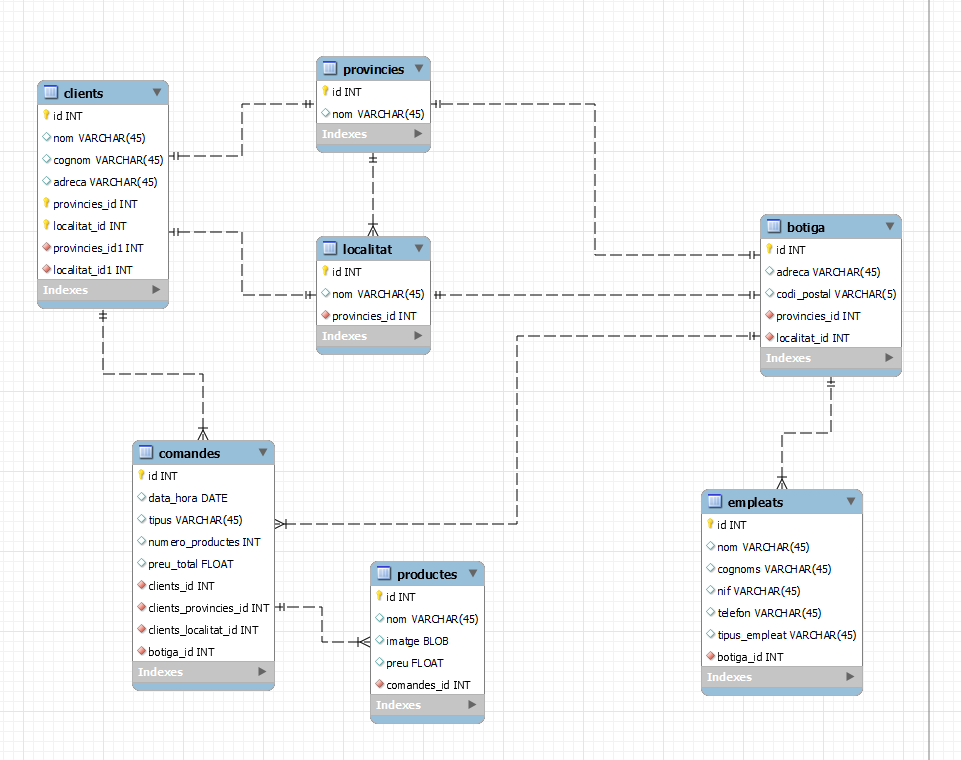 clients
id INT
nom VARCHAR(45)
cognom VARCHAR(45)
adreca VARCHAR(45)
provincies_id INT
localitat_id INT
provincies_id1 INT
localitat_id1 INT
Indexes
provincies
id INT
nom VARCHAR(45)
Indexes
localitat
id INT
nom VARCHAR(45)
provincies_id INT
Indexes
botiga
id INT
adreca VARCHAR(45)
codi_postal VARCHAR(5)
provincies_id INT
localitat_id INT
Indexes
comandes
id INT
data_hora DATE
tipus VARCHAR(45)
numero_productes INT
preu_total FLOAT
clients_id INT
clients_provincies_id INT
clients_localitat_id INT
botiga_id INT
Indexes
productes
id INT
nom VARCHAR(45)
imatge BLOB
preu FLOAT
comandes_id INT
Indexes
empleats
id INT
nom VARCHAR(45)
cognoms VARCHAR(45)
nif VARCHAR(45)
telefon VARCHAR(45)
tipus_empleat VARCHAR(45)
botiga_id INT
Indexes